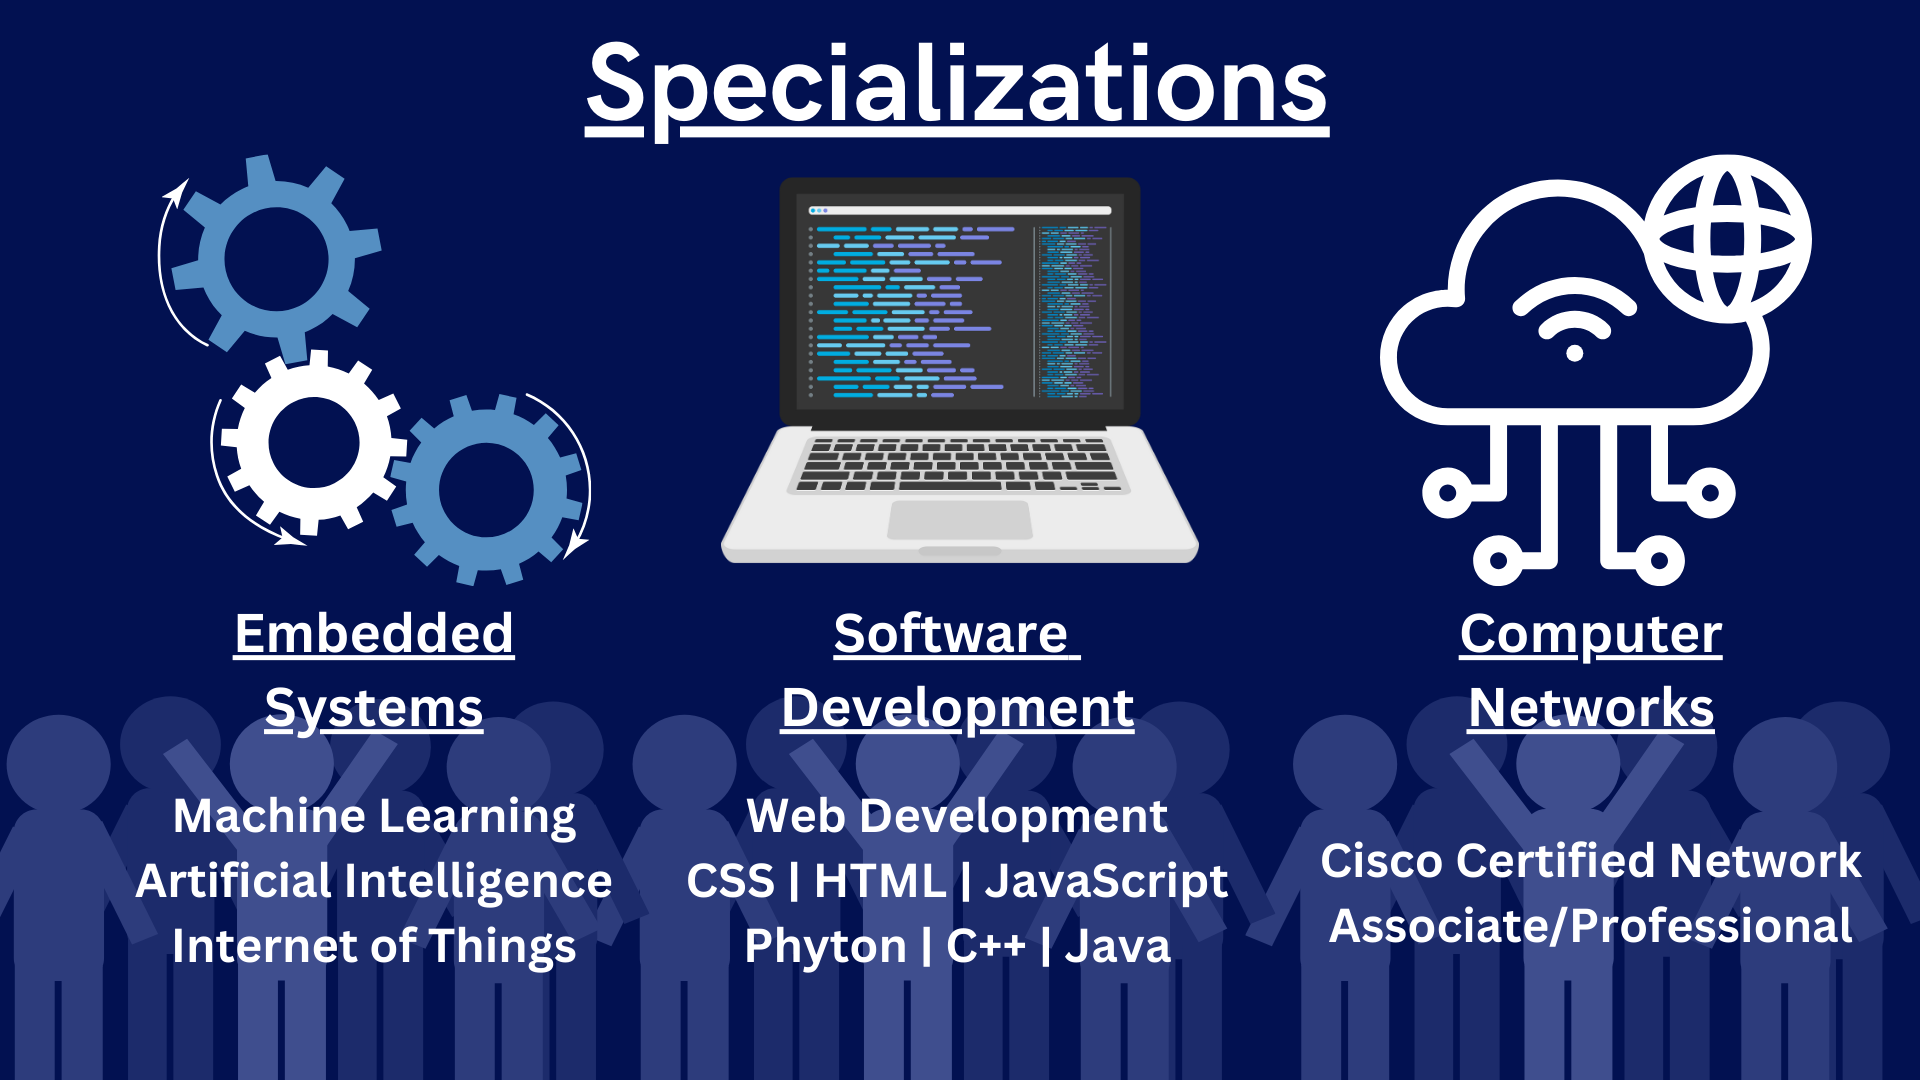 Specializations
Embedded
Systems
Machine Learning
Artificial Intelligence
Internet of Things
Software
Development
Web Development
CSS | HTML | JavaScript
Phyton | C++ | Java
Computer
Networks
Cisco Certified Network
Associate/Professional